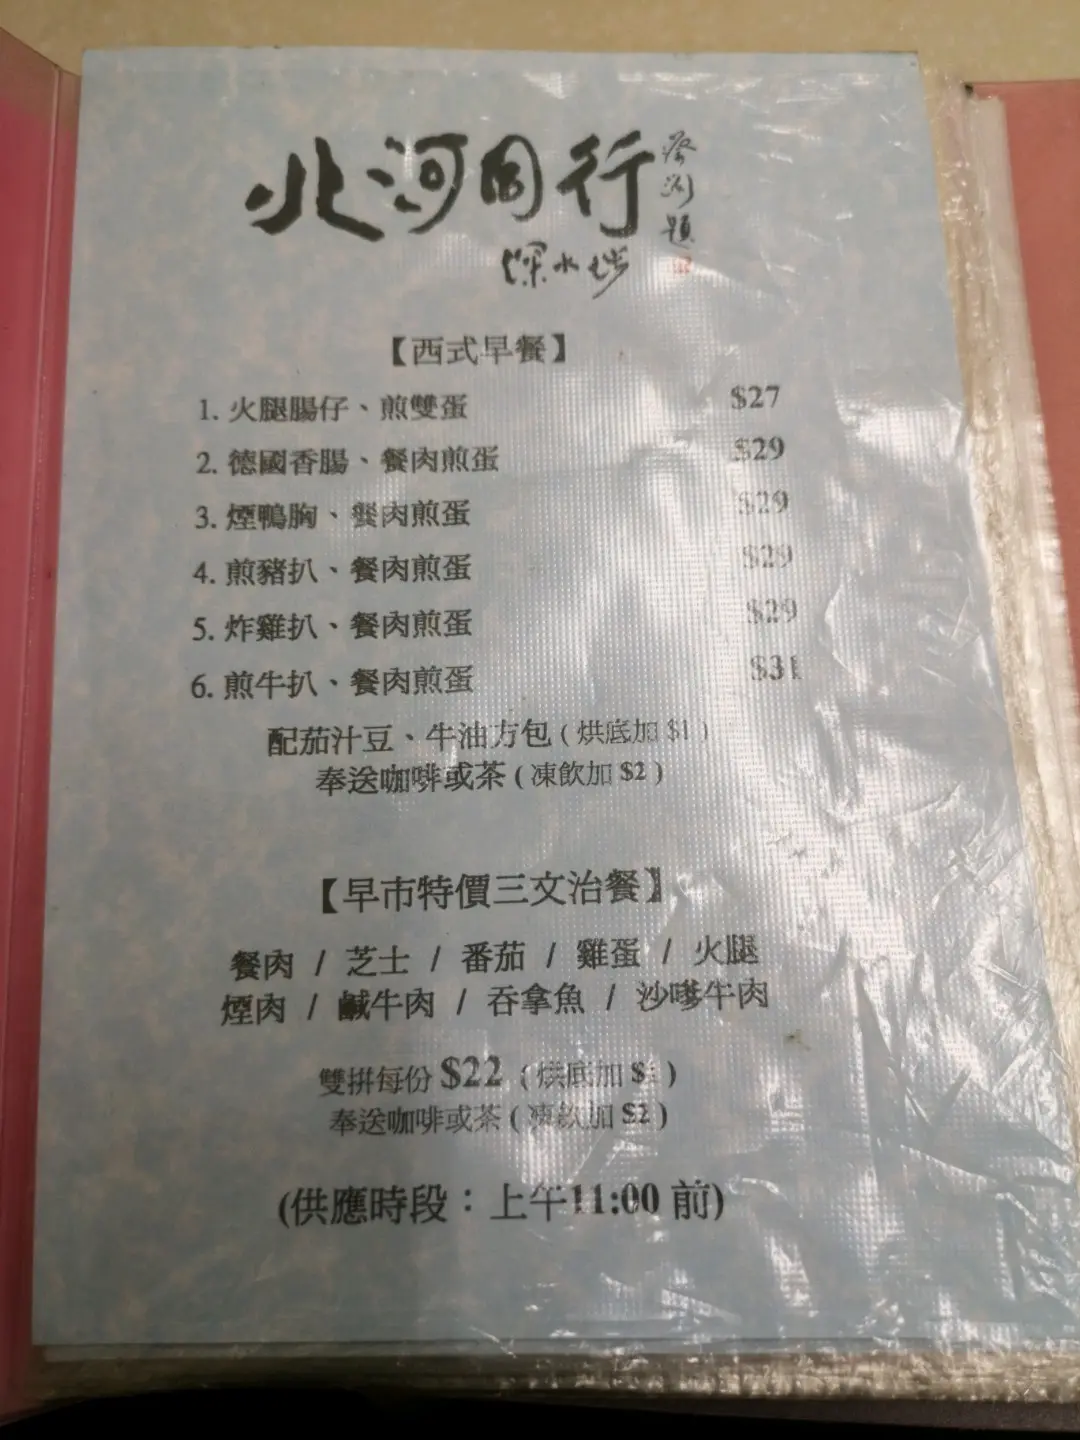 北河同行
蔡瀾題
深水埗
【西式早餐】
1. 火腿腸仔、煎雙蛋 $27
2. 德國香腸、餐肉煎蛋 $29
3. 煙鴨胸、餐肉煎蛋 $29
4. 煎豬扒、餐肉煎蛋 $29
5. 炸雞扒、餐肉煎蛋 $29
6. 煎牛扒、餐肉煎蛋 $31
配茄汁豆、牛油方包 ( 烘底加 $1 )
奉送咖啡或茶 ( 凍飲加 $2 )
【早市特價三文治餐】
餐肉 / 芝士 / 番茄 / 雞蛋 / 火腿
煙肉 / 鹹牛肉 / 吞拿魚 / 沙嗲牛肉
雙拼每份 $22 ( 烘底加 $1 )
奉送咖啡或茶 ( 凍飲加 $2 )
(供應時段：上午11:00 前)